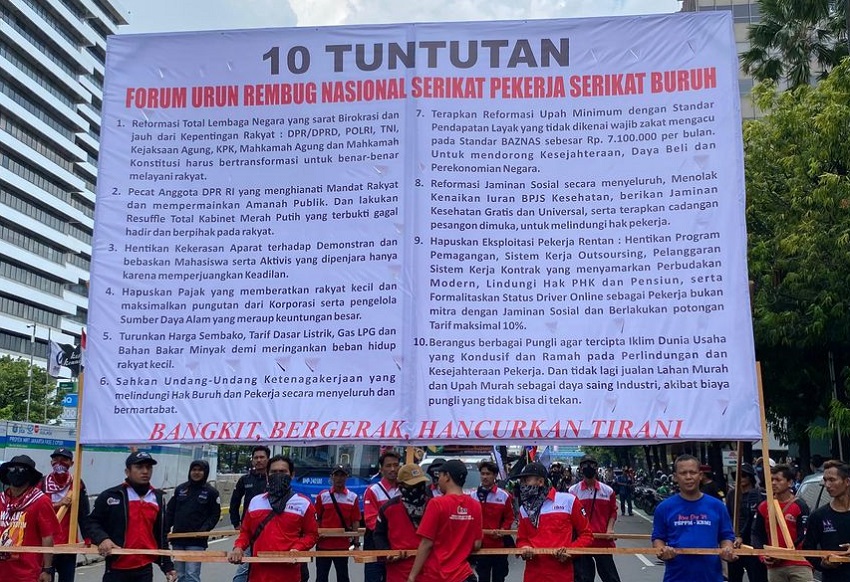 10 TUNTUTAN
FORUM URUN REMBUG NASIONAL SERIKAT PEKERJA SERIKAT BURUH
1. Reformasi Total Lembaga Negara yang sarat Birokrasi dan
jauh dari Kepentingan Rakyat : DPR/DPRD, POLRI, TNI,
Kejaksaan Agung, KPK, Mahkamah Agung dan Mahkamah
Konstitusi harus bertransformasi untuk benar-benar
melayani rakyat.
2. Pecat Anggota DPR RI yang menghianati Mandat Rakyat
dan mempermainkan Amanah Publik. Dan lakukan
Resuffle Total Kabinet Merah Putih yang terbukti gagal
hadir dan berpihak pada rakyat.
3. Hentikan Kekerasan Aparat terhadap Demonstran dan
bebaskan Mahasiswa serta Aktivis yang dipenjara hanya
karena memperjuangkan Keadilan.
4. Hapuskan Pajak yang memberatkan rakyat kecil dan
maksimalkan pungutan dari Korporasi serta pengelola
Sumber Daya Alam yang meraup keuntungan besar.
5. Turunkan Harga Sembako, Tarif Dasar Listrik, Gas LPG dan
Bahan Bakar Minyak demi meringankan beban hidup
rakyat kecil.
6. Sahkan Undang-Undang Ketenagakerjaan yang
melindungi Hak Buruh dan Pekerja secara menyeluruh dan
bermartabat.
7. Terapkan Reformasi Upah Minimum dengan Standar
Pendapatan Layak yang tidak dikenai wajib zakat mengacu
pada Standar BAZNAS sebesar Rp. 7.100.000 per bulan.
Untuk mendorong Kesejahteraan, Daya Beli dan
Perekonomian Negara.
8. Reformasi Jaminan Sosial secara menyeluruh, Menolak
Kenaikan Iuran BPJS Kesehatan, berikan Jaminan
Kesehatan Gratis dan Universal, serta terapkan cadangan
pesangon dimuka, untuk melindungi hak pekerja.
9. Hapuskan Eksploitasi Pekerja Rentan : Hentikan Program
Pemagangan, Sistem Kerja Outsoursing, Pelanggaran
Sistem Kerja Kontrak yang menyamarkan Perbudakan
Modern, Lindungi Hak PHK dan Pensiun, serta
Formalitaskan Status Driver Online sebagai Pekerja bukan
mitra dengan Jaminan Sosial dan Berlakukan potongan
Tarif maksimal 10%.
10. Berangus berbagai Pungli agar tercipta Iklim Dunia Usaha
yang Kondusif dan Ramah pada Perlindungan dan
Kesejahteraan Pekerja. Dan tidak lagi jualan Lahan Murah
dan Upah Murah sebagai daya saing Industri, akibat biaya
pungli yang tidak bisa di tekan.
BANGKIT, BERGERAK, HANCURKAN TIRANI